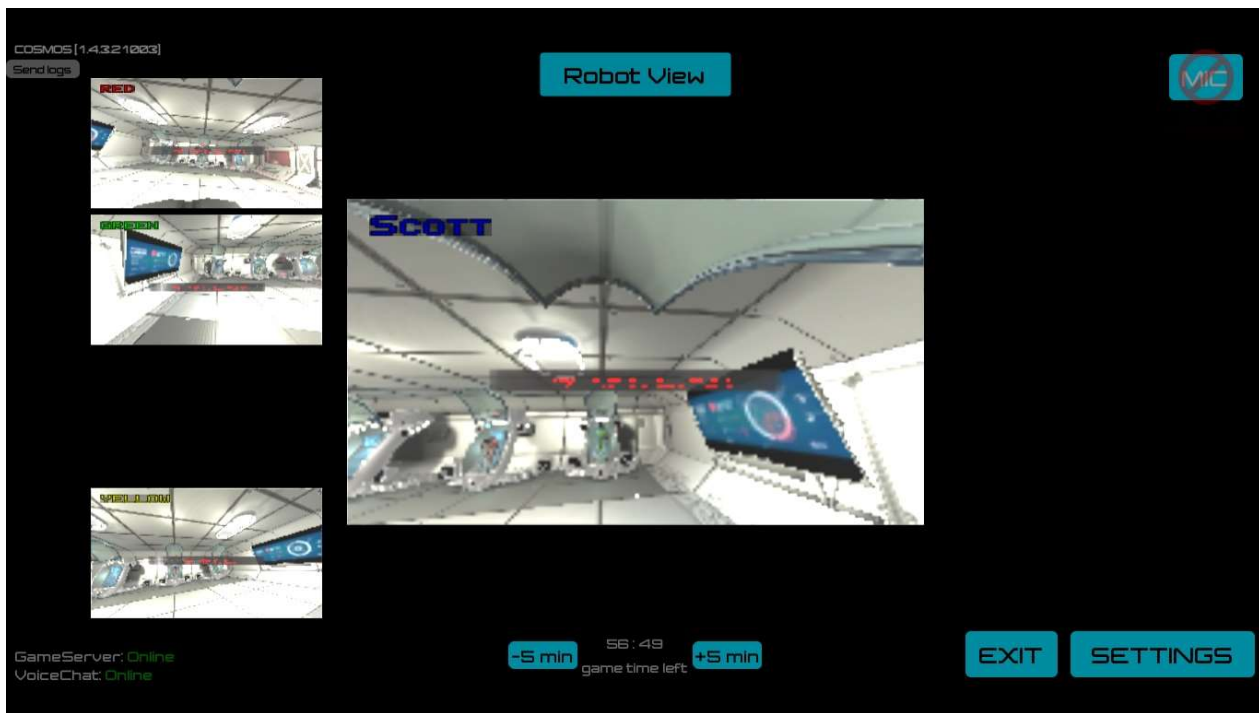 COSMOS [1.4.3.21003]
Send logs
Robot View
MIC
RED
GREEN
Scott
YELLOW
GameServer: Online
VoiceChat: Online
-5 min
56:49
game time left
+5 min
EXIT
SETTINGS